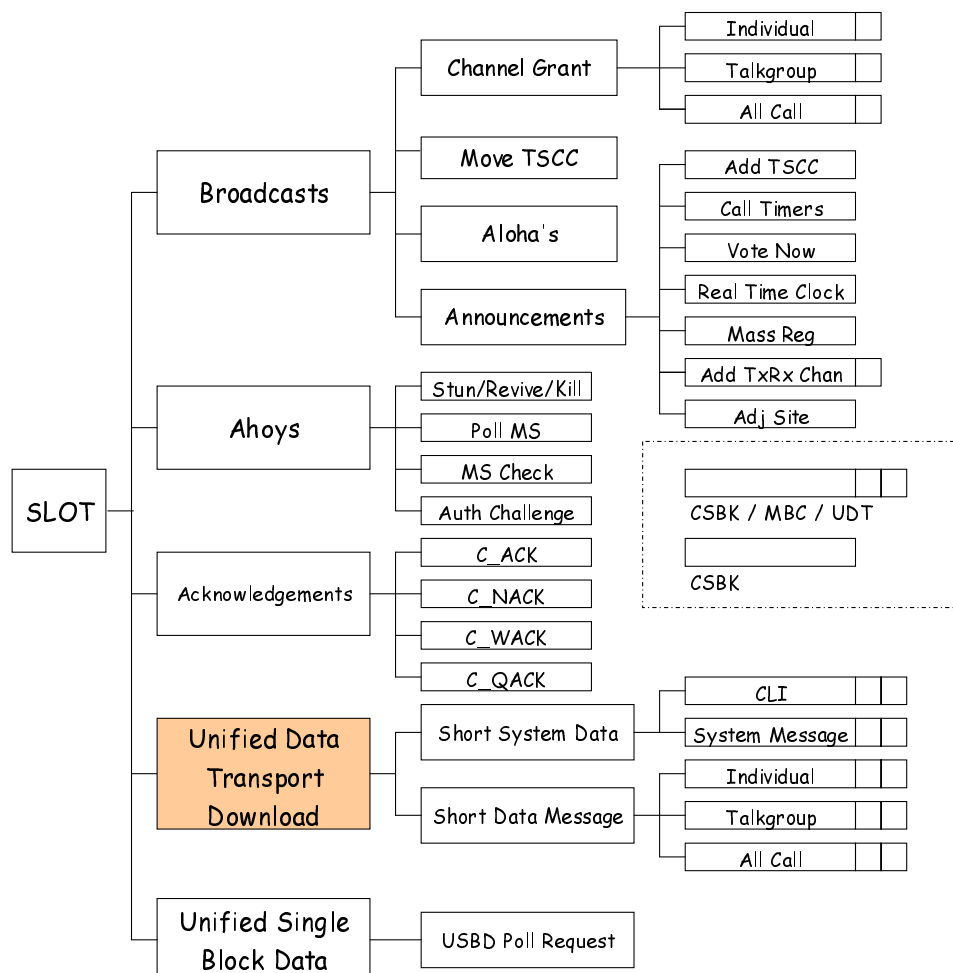 SLOT
Broadcasts
Channel Grant
Individual
Talkgroup
All Call
Move TSCC
Aloha's
Announcements
Add TSCC
Call Timers
Vote Now
Real Time Clock
Mass Reg
Add TxRx Chan
Adj Site
Ahoys
Stun/Revive/Kill
Poll MS
MS Check
Auth Challenge
Acknowledgements
C_ACK
C_NACK
C_WACK
C_QACK
CSBK / MBC / UDT
CSBK
Unified Data
Transport
Download
Short System Data
CLI
System Message
Short Data Message
Individual
Talkgroup
All Call
Unified Single
Block Data
USBD Poll Request